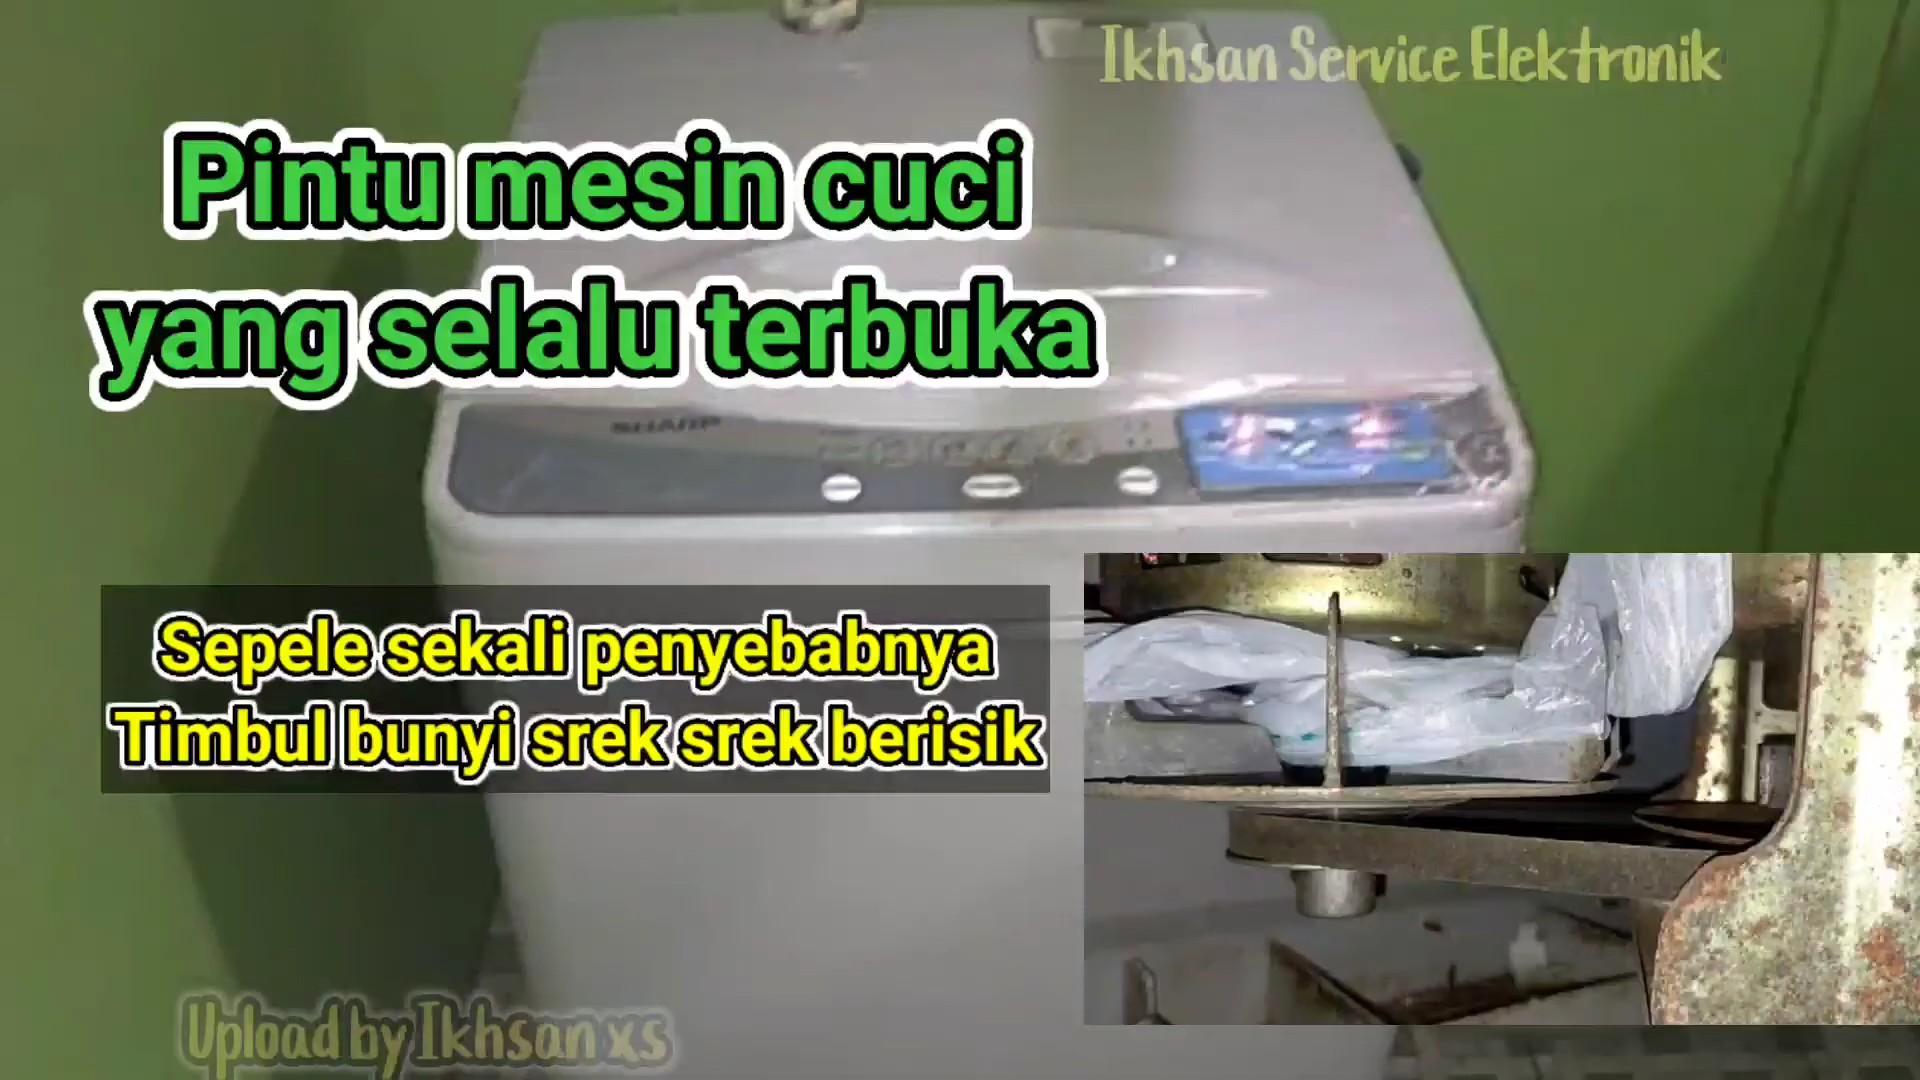 Ikhsan Service Elektronik
Pintu mesin cuci
yang selalu terbuka
SHARP
Sepele sekali penyebabnya
Timbul bunyi srek srek berisik
Upload by Ikhsan xs